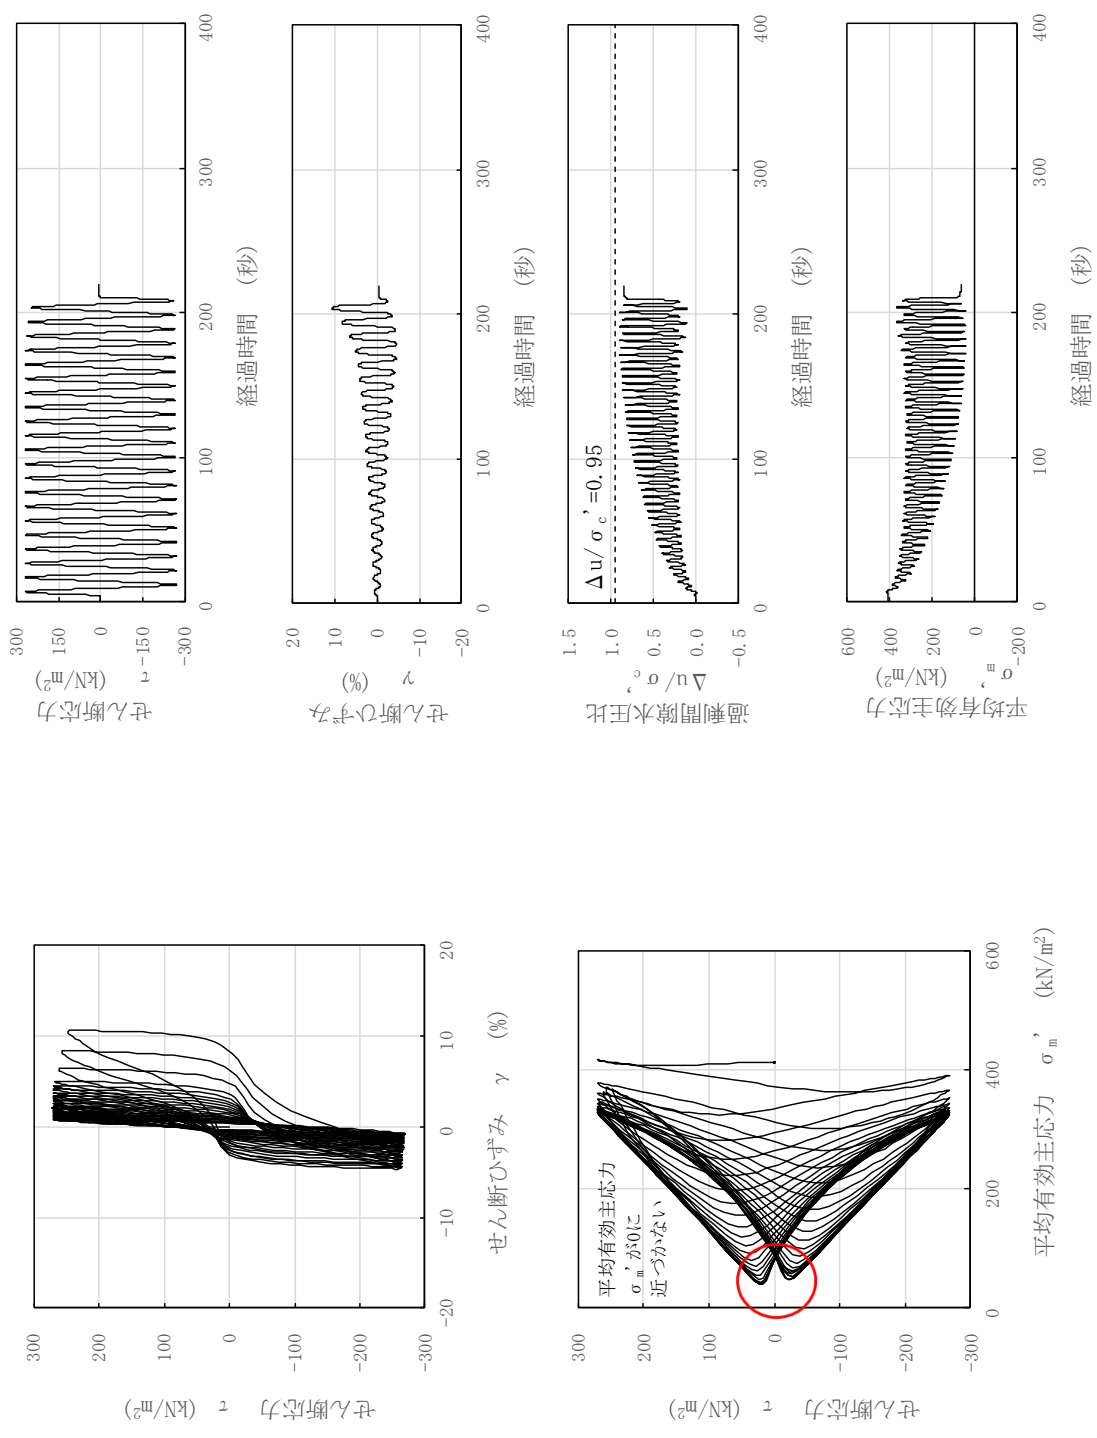 せん断応力
τ (kN/m²)
300
150
0
-150
-300
0 100 200 300 400
経過時間 (秒)
せん断ひずみ
γ (%)
20
10
0
-10
-20
0 100 200 300 400
経過時間 (秒)
過剰間隙水圧比
Δu/σc'
1.5
1.0
0.5
0.0
-0.5
Δu/σc'=0.95
0 100 200 300 400
経過時間 (秒)
平均有効主応力
σm' (kN/m²)
600
400
200
0
-200
0 100 200 300 400
経過時間 (秒)
せん断応力 τ (kN/m²)
300
200
100
0
-100
-200
-300
-20 -10 0 10 20
せん断ひずみ γ (%)
せん断応力 τ (kN/m²)
300
200
100
0
-100
-200
-300
平均有効主応力
σm'が0に
近づかない
0 200 400 600
平均有効主応力 σm' (kN/m²)